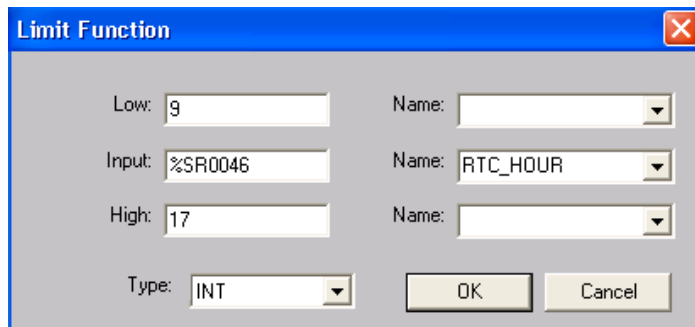 Limit Function
Low: 9 Name:
Input: %SR0046 Name: RTC_HOUR
High: 17 Name:
Type: INT OK Cancel